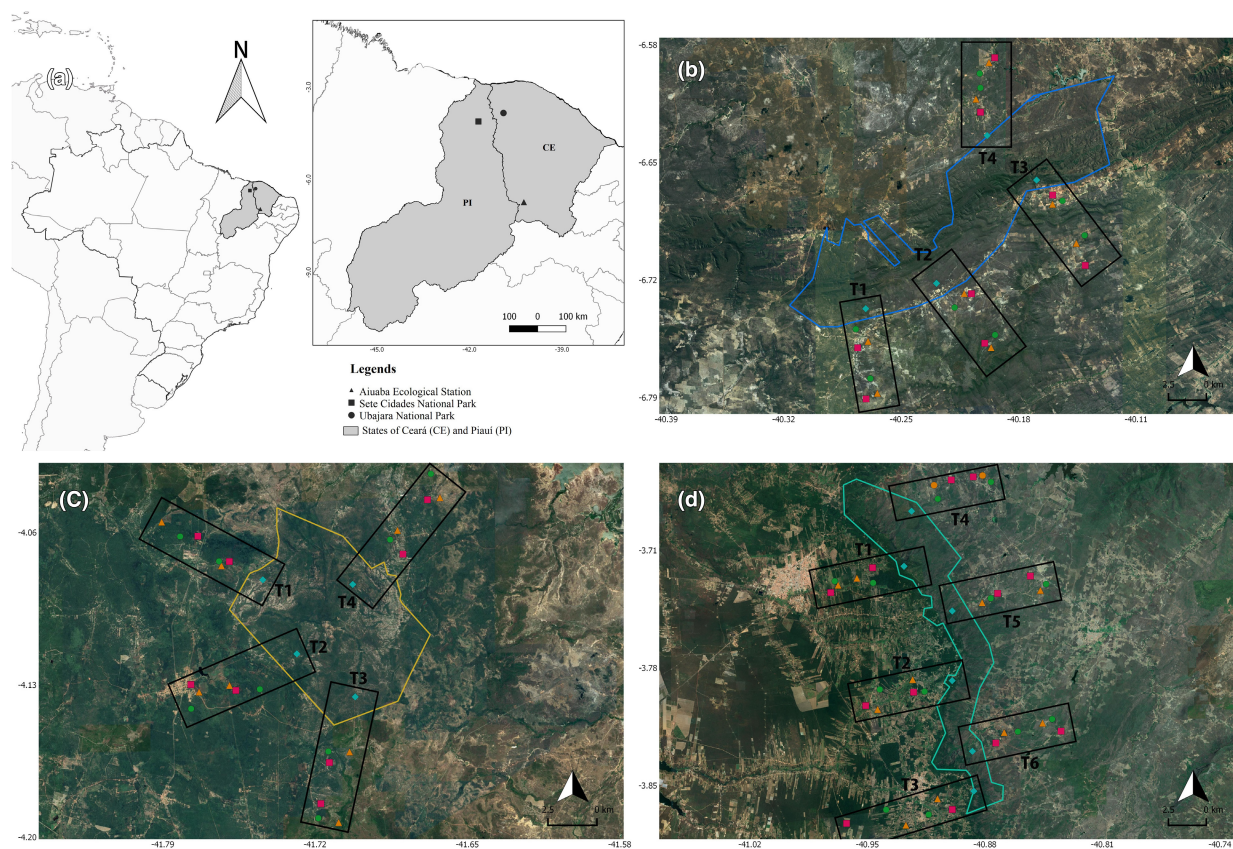 (a)
N
-3.0
-6.0
-9.0
CE
PI
100 0 100 km
-45.0 -42.0 -39.0
Legends
Aiuaba Ecological Station
Sete Cidades National Park
Ubajara National Park
States of Ceará (CE) and Piauí (PI)
(b)
-6.58
-6.65
-6.72
-6.79
T4
T3
T2
T1
2.5 0 km
-40.39 -40.32 -40.25 -40.18 -40.11
(C)
-4.06
-4.13
-4.20
T1
T4
T2
T3
2.5 0 km
-41.79 -41.72 -41.65 -41.58
(d)
-3.71
-3.78
-3.85
T4
T1
T5
T2
T6
T3
2.5 0 km
-41.02 -40.95 -40.88 -40.81 -40.74